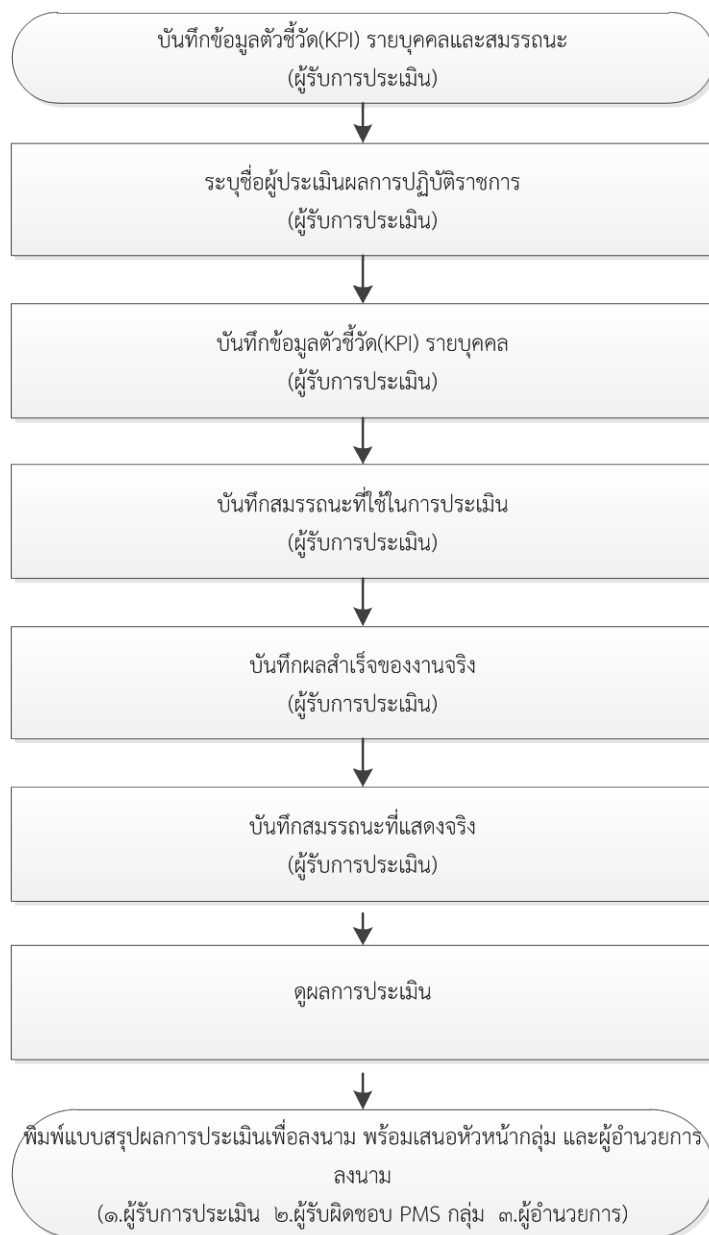 บันทึกข้อมูลตัวชี้วัด(KPI) รายบุคคลและสมรรถนะ
(ผู้รับการประเมิน)
ระบุชื่อผู้ประเมินผลการปฏิบัติราชการ
(ผู้รับการประเมิน)
บันทึกข้อมูลตัวชี้วัด(KPI) รายบุคคล
(ผู้รับการประเมิน)
บันทึกสมรรถนะที่ใช้ในการประเมิน
(ผู้รับการประเมิน)
บันทึกผลสำเร็จของงานจริง
(ผู้รับการประเมิน)
บันทึกสมรรถนะที่แสดงจริง
(ผู้รับการประเมิน)
ดูผลการประเมิน
พิมพ์แบบสรุปผลการประเมินเพื่อลงนาม พร้อมเสนอหัวหน้ากลุ่ม และผู้อำนวยการ
ลงนาม
(๑.ผู้รับการประเมิน ๒.ผู้รับผิดชอบ PMS กลุ่ม ๓.ผู้อำนวยการ)